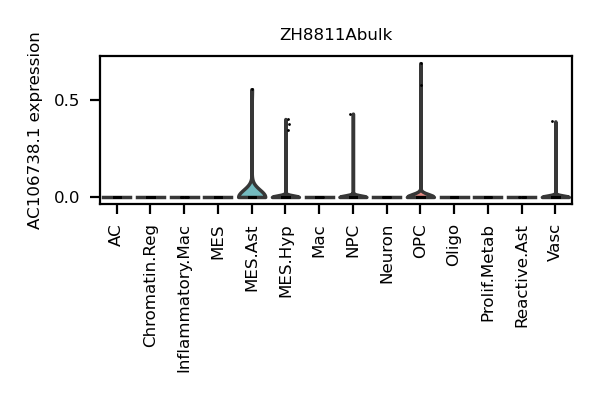 ZH8811Abulk
AC106738.1 expression
0.5
0.0
AC
Chromatin.Reg
Inflammatory.Mac
MES
MES.Ast
MES.Hyp
Mac
NPC
Neuron
OPC
Oligo
Prolif.Metab
Reactive.Ast
Vasc